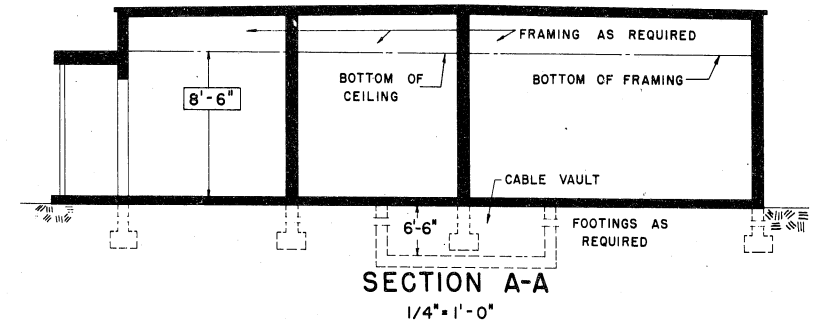 FRAMING AS REQUIRED
BOTTOM OF
CEILING
BOTTOM OF FRAMING
8'-6"
CABLE VAULT
6'-6"
FOOTINGS AS
REQUIRED
SECTION A-A
1/4" = 1'-0"